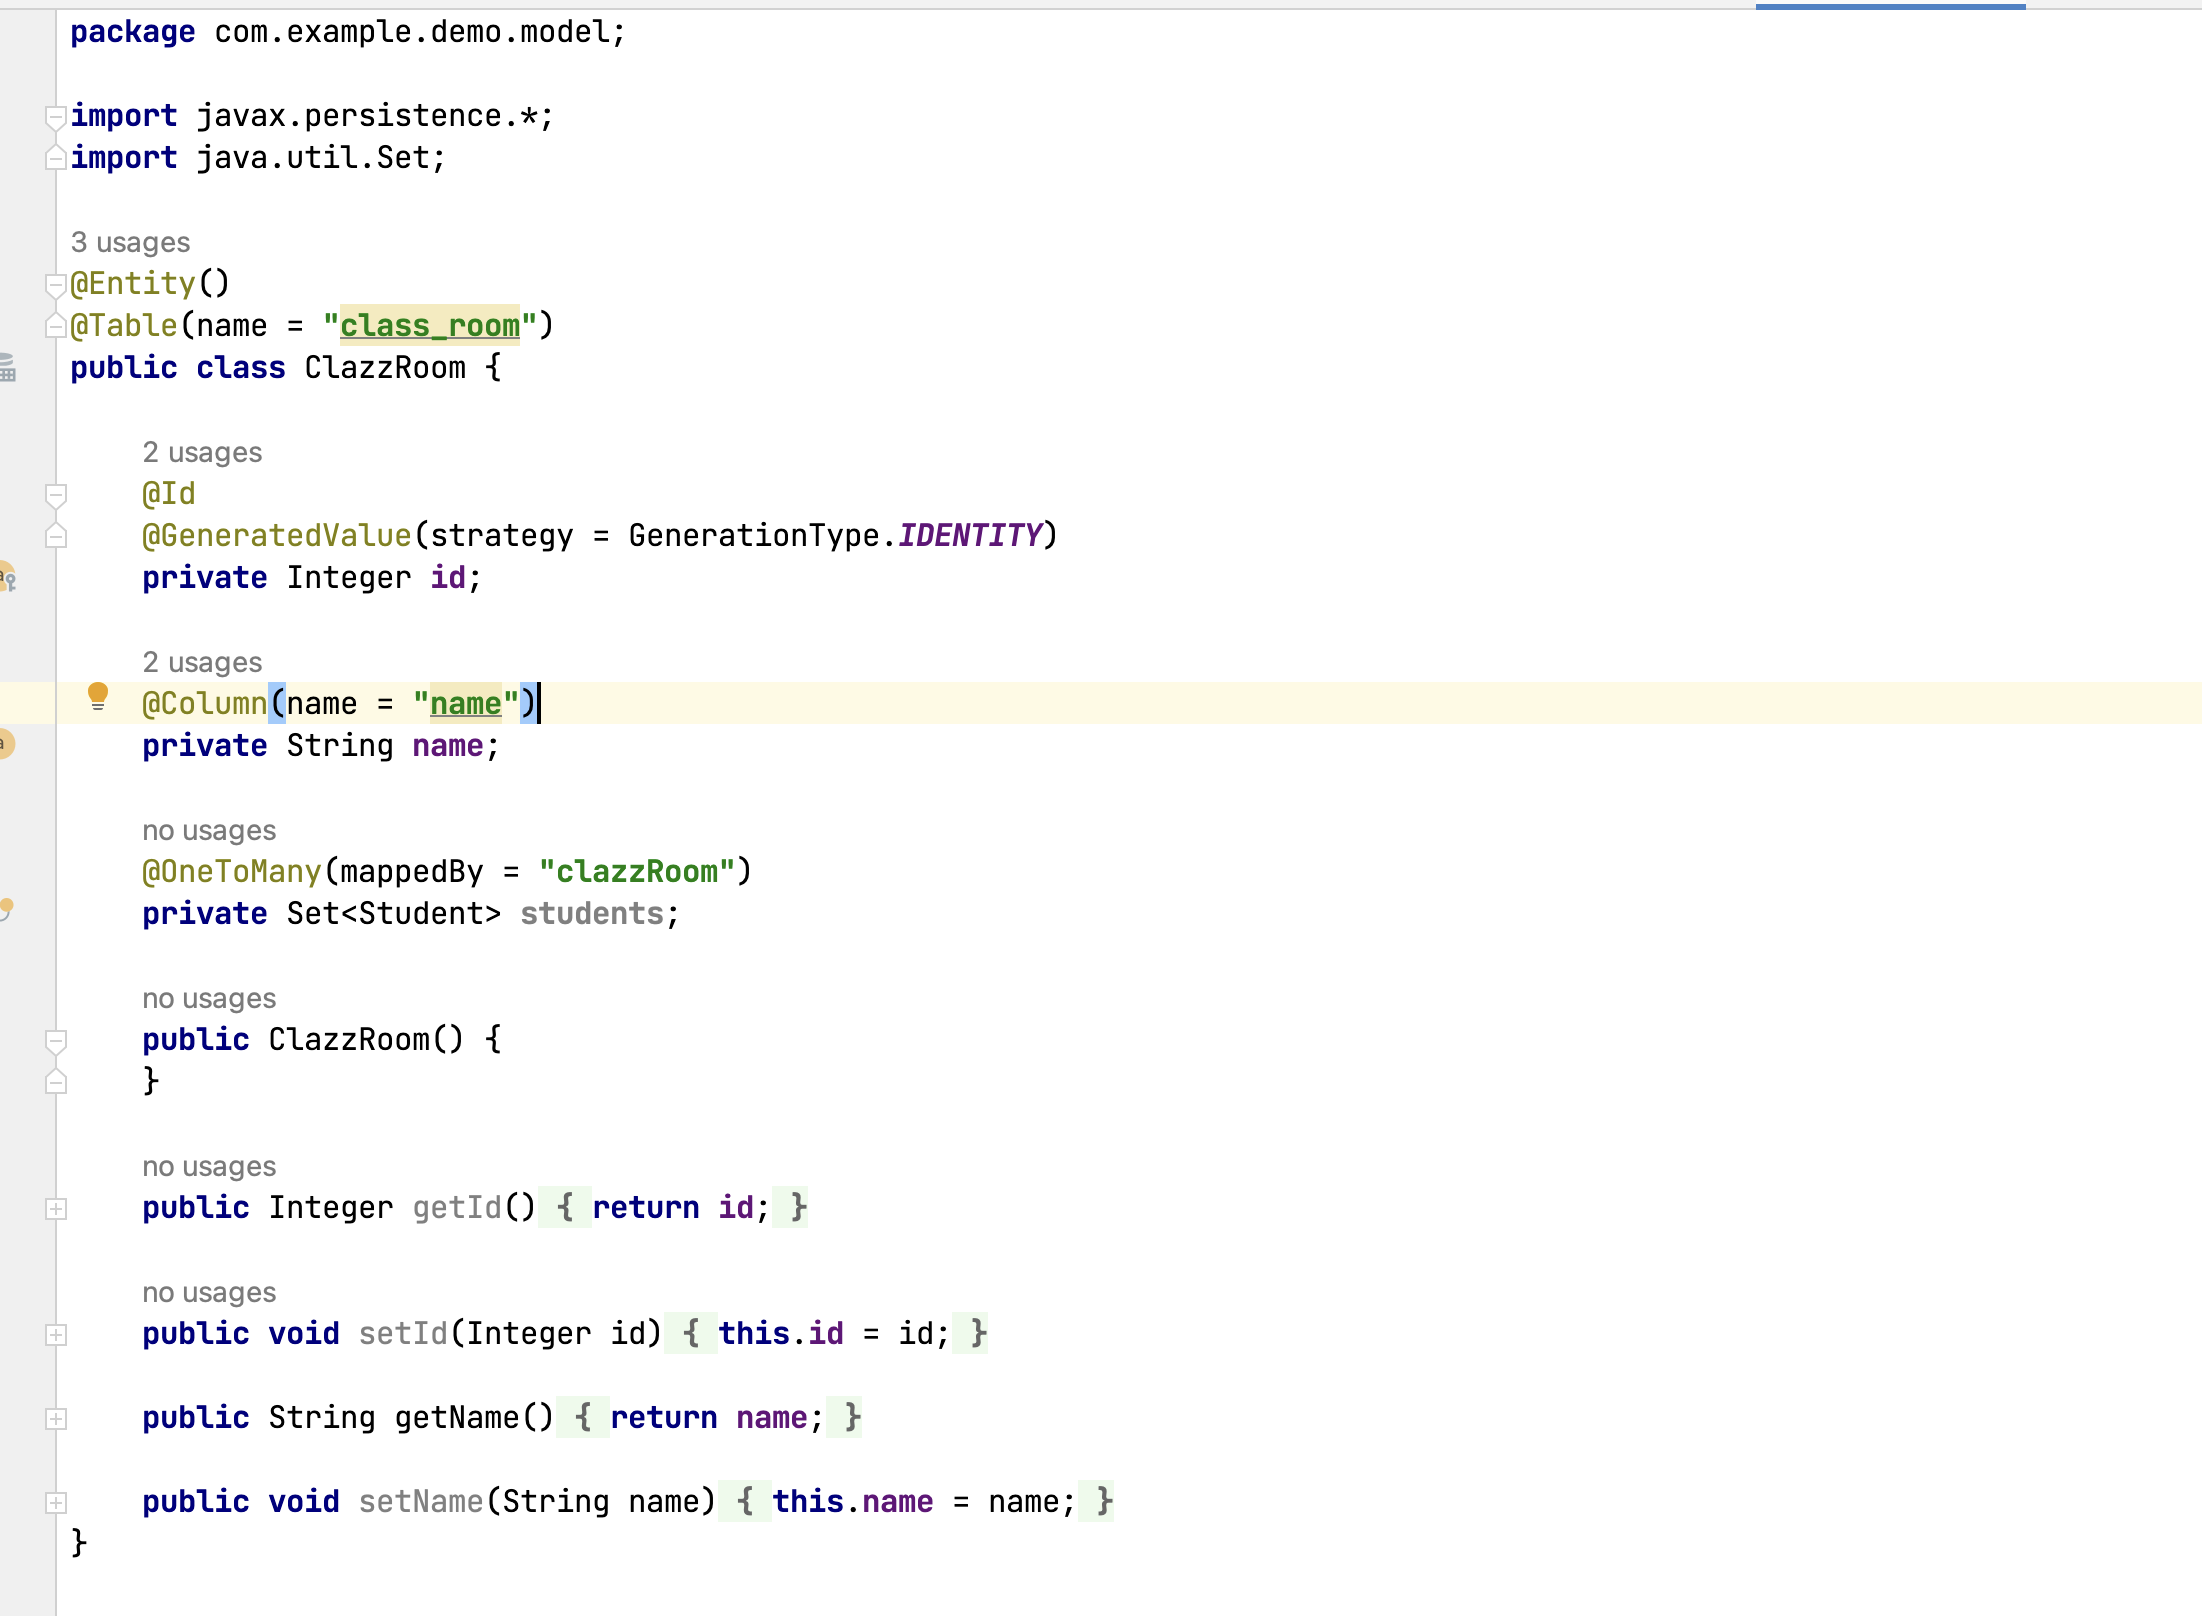 package com.example.demo.model;
import javax.persistence.*;
import java.util.Set;
3 usages
@Entity()
@Table(name = "class_room")
public class ClazzRoom {
2 usages
@Id
@GeneratedValue(strategy = GenerationType.IDENTITY)
private Integer id;
2 usages
@Column(name = "name")
private String name;
no usages
@OneToMany(mappedBy = "clazzRoom")
private Set<Student> students;
no usages
public ClazzRoom() {
}
no usages
public Integer getId() { return id; }
no usages
public void setId(Integer id) { this.id = id; }
public String getName() { return name; }
public void setName(String name) { this.name = name; }
}